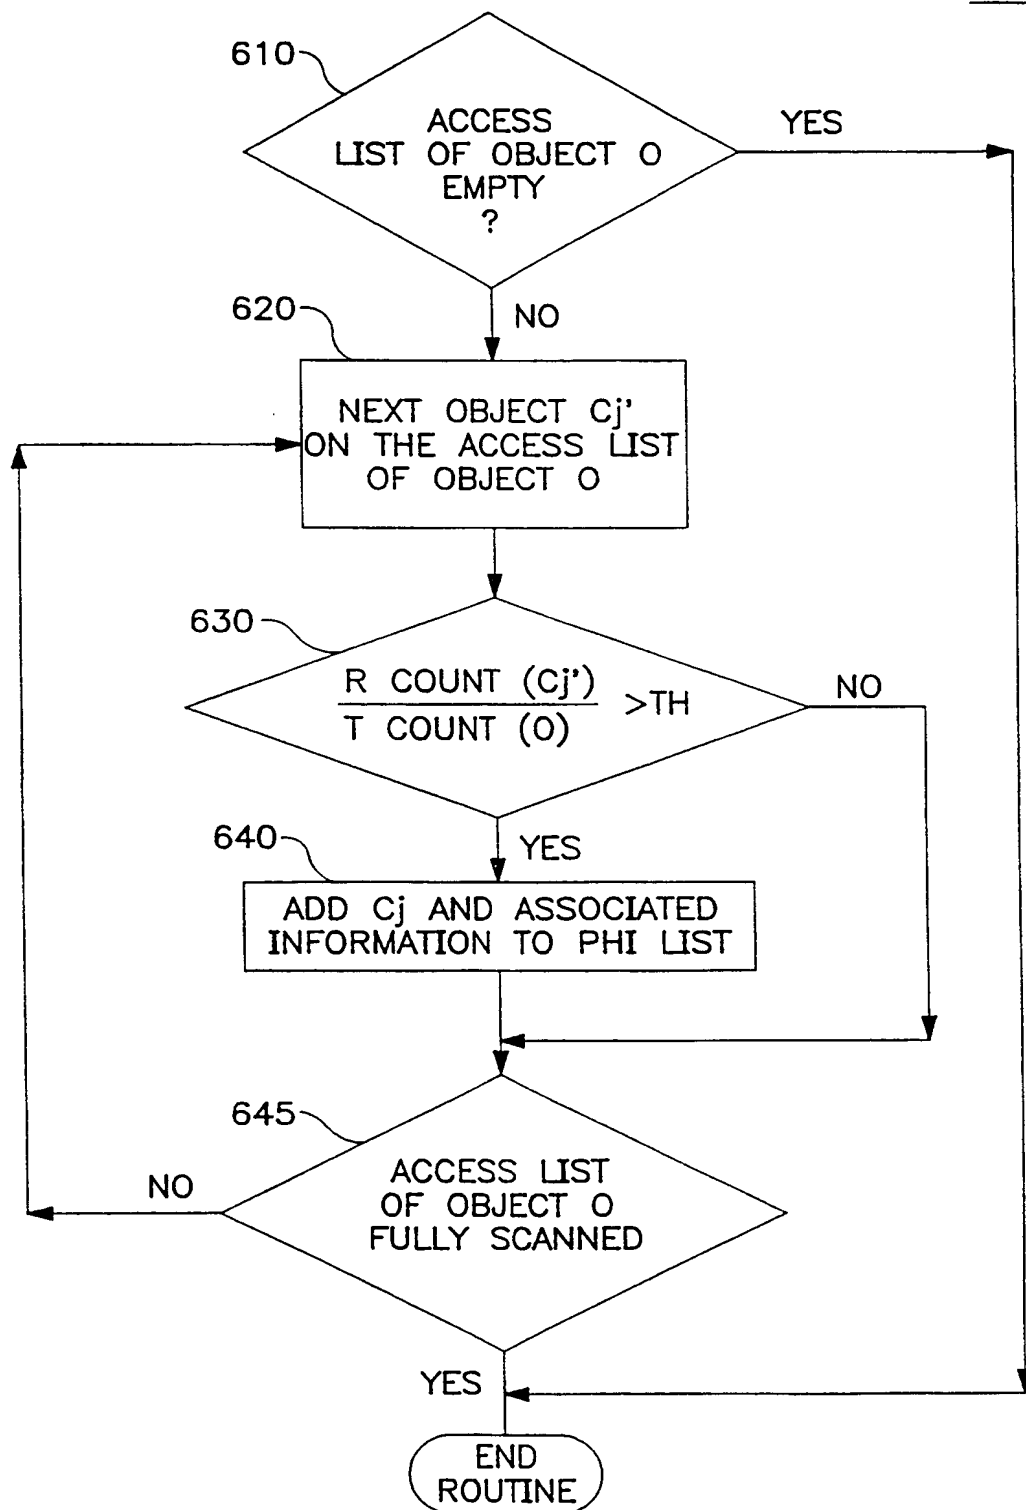 610
ACCESS
LIST OF OBJECT O
EMPTY
?
YES
NO
620
NEXT OBJECT Cj'
ON THE ACCESS LIST
OF OBJECT O
630
R COUNT (Cj')
T COUNT (O)
>TH
NO
YES
640
ADD Cj AND ASSOCIATED
INFORMATION TO PHI LIST
645
ACCESS LIST
OF OBJECT O
FULLY SCANNED
NO
YES
END
ROUTINE